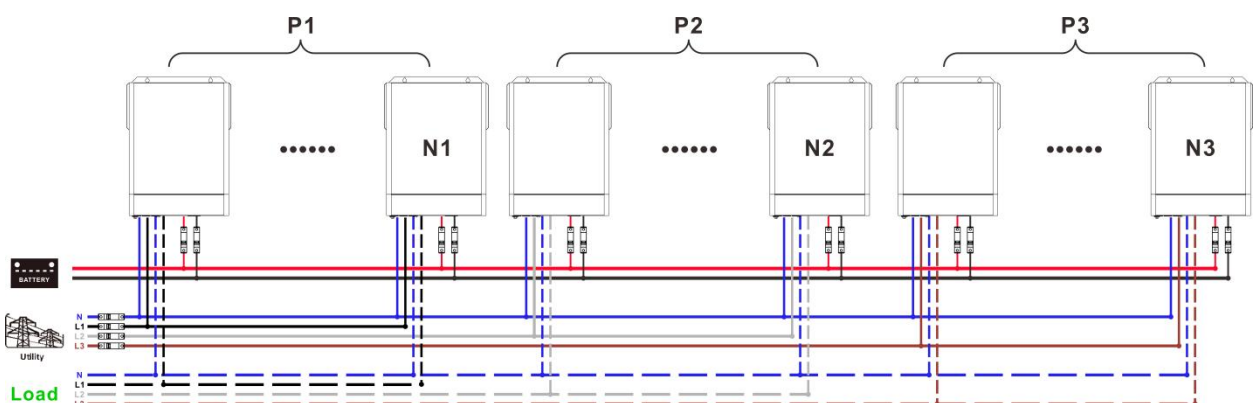 P1 P2 P3
N1 N2 N3
BATTERY
N
L1
L2
L3
Utility
N
L1
L2
Load